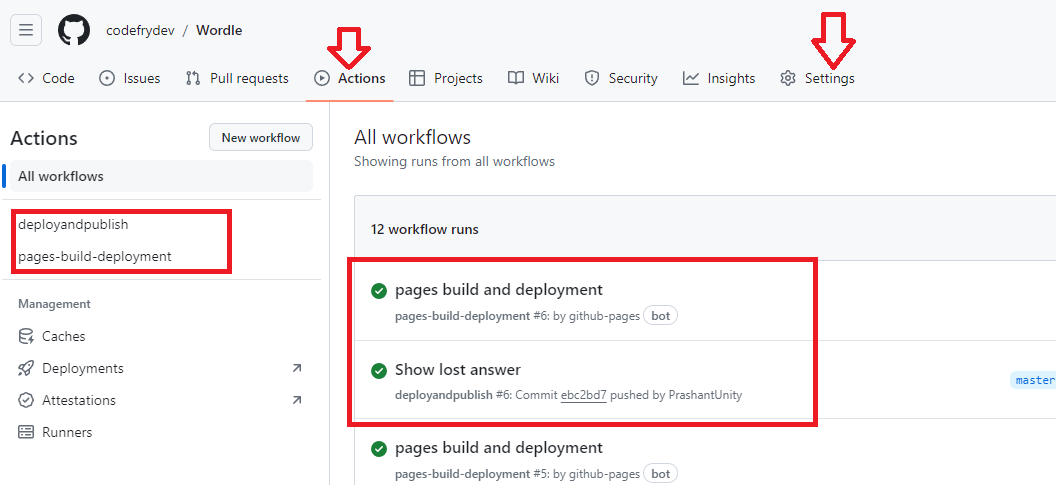 codefrydev / Wordle
Code Issues Pull requests Actions Projects Wiki Security Insights Settings
Actions
New workflow
All workflows
deployandpublish
pages-build-deployment
Management
Caches
Deployments
Attestations
Runners
All workflows
Showing runs from all workflows
12 workflow runs
pages build and deployment
pages-build-deployment #6: by github-pages bot
Show lost answer
deployandpublish #6: Commit ebc2bd7 pushed by PrashantUnity
master
pages build and deployment
pages-build-deployment #5: by github-pages bot